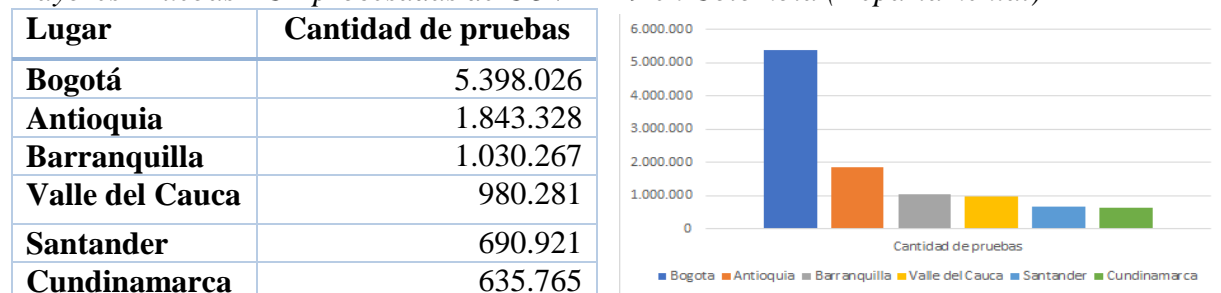 Lugar Cantidad de pruebas
Bogotá 5.398.026
Antioquia 1.843.328
Barranquilla 1.030.267
Valle del Cauca 980.281
Santander 690.921
Cundinamarca 635.765
6.000.000
5.000.000
4.000.000
3.000.000
2.000.000
1.000.000
0
Cantidad de pruebas
Bogota Antioquia Barranquilla Valle del Cauca Santander Cundinamarca